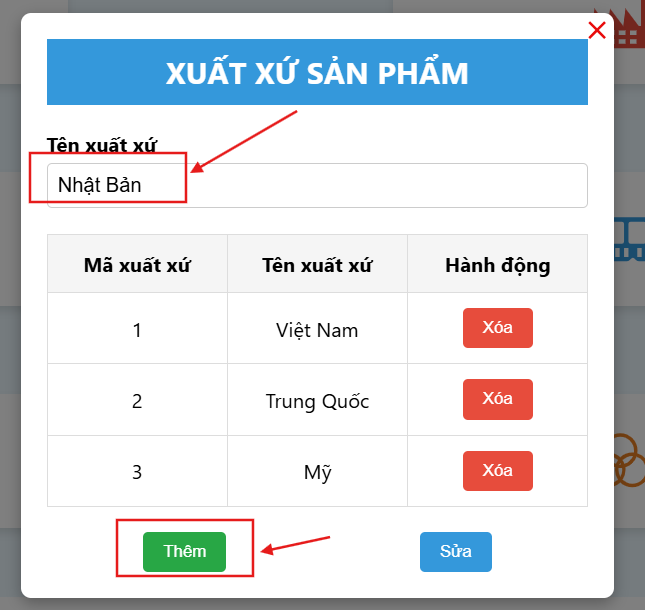 XUẤT XỨ SẢN PHẨM
Tên xuất xứ
Nhật Bản
Mã xuất xứ Tên xuất xứ Hành động
1 Việt Nam Xóa
2 Trung Quốc Xóa
3 Mỹ Xóa
Thêm Sửa